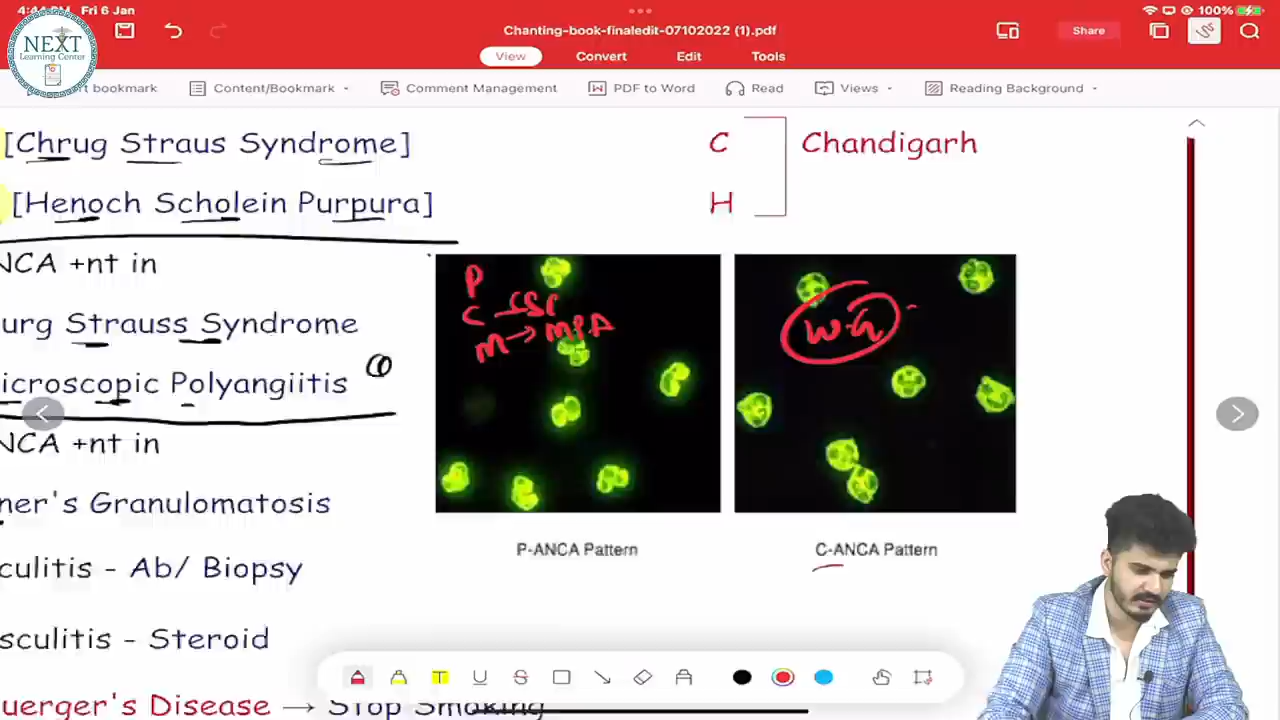 4:44 PM Fri 6 Jan
100%
NEXT
Learning Center
Chanting-book-finaledit-07102022 (1).pdf
Share
View
Convert
Edit
Tools
bookmark
Content/Bookmark
Comment Management
PDF to Word
Read
Views
Reading Background
[Chrug Straus Syndrome]
C
Chandigarh
[Henoch Scholein Purpura]
H
NCA +nt in
urg Strauss Syndrome
icroscopic Polyangiitis
NCA +nt in
ner's Granulomatosis
culitis - Ab/ Biopsy
sculitis - Steroid
uerger's Disease → Stop Smoking
P
C
M → MPA
W.G
P-ANCA Pattern
C-ANCA Pattern